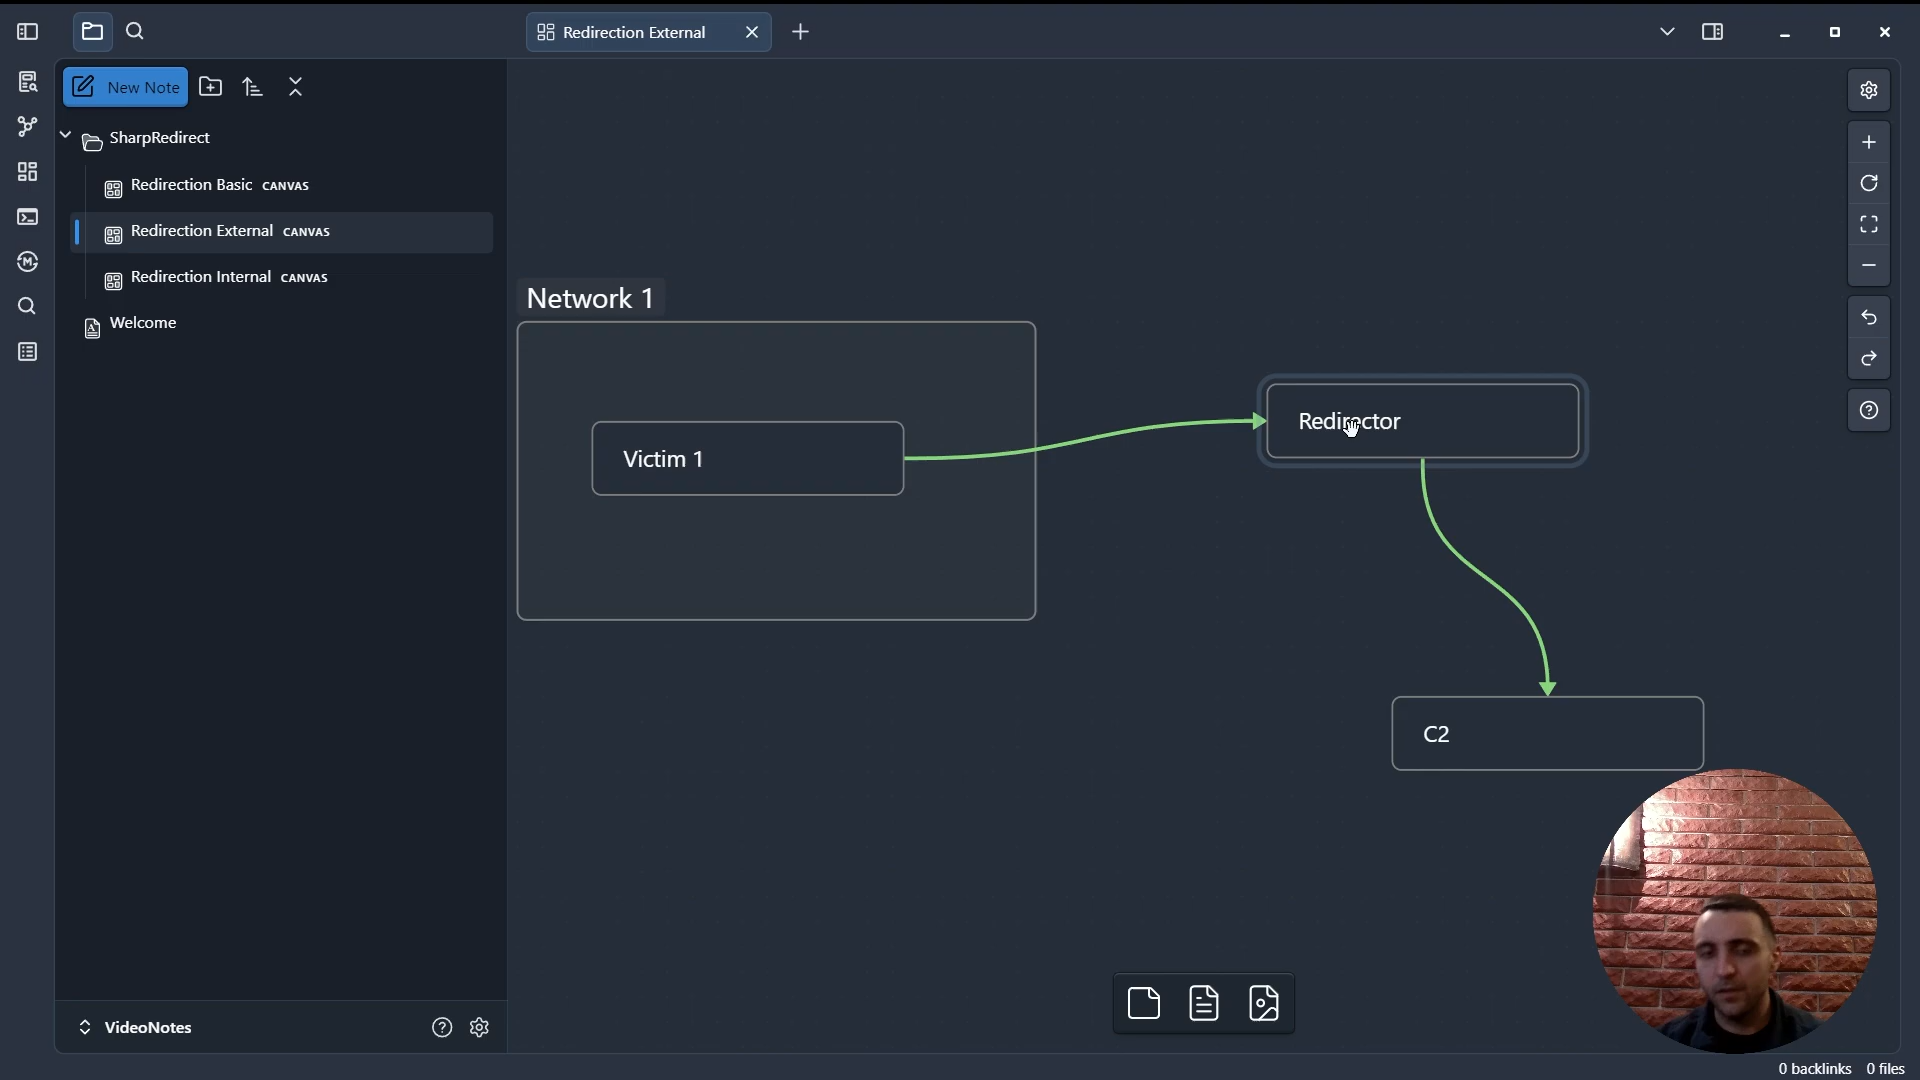 Redirection External
New Note
SharpRedirect
Redirection Basic CANVAS
Redirection External CANVAS
Redirection Internal CANVAS
Welcome
Network 1
Victim 1
Redirector
C2
VideoNotes
0 backlinks 0 files